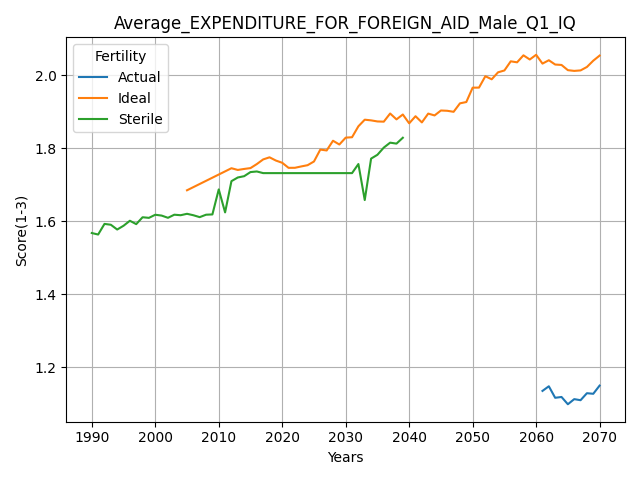 Average_EXPENDITURE_FOR_FOREIGN_AID_Male_Q1_IQ
Fertility
Actual
Ideal
Sterile
Score(1-3)
2.0
1.8
1.6
1.4
1.2
1990 2000 2010 2020 2030 2040 2050 2060 2070
Years